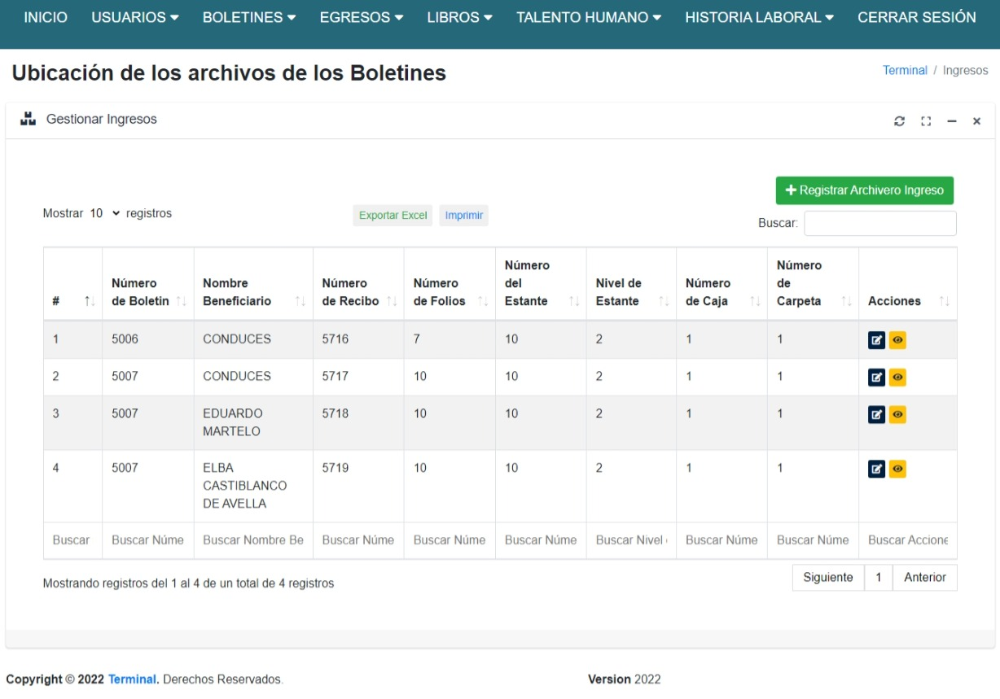 INICIO USUARIOS BOLETINES EGRESOS LIBROS TALENTO HUMANO HISTORIA LABORAL CERRAR SESIÓN
Ubicación de los archivos de los Boletines
Terminal / Ingresos
Gestionar Ingresos
Registrar Archivero Ingreso
Mostrar 10 registros
Exportar Excel Imprimir
Buscar:
# Número de Boletin Nombre Beneficiario Número de Recibo Número de Folios Número del Estante Nivel de Estante Número de Caja Número de Carpeta Acciones
1 5006 CONDUCES 5716 7 10 2 1 1
2 5007 CONDUCES 5717 10 10 2 1 1
3 5007 EDUARDO MARTELO 5718 10 10 2 1 1
4 5007 ELBA CASTIBLANCO DE AVELLA 5719 10 10 2 1 1
Buscar Buscar Núme Buscar Nombre Be Buscar Núme Buscar Núme Buscar Núme Buscar Nivel Buscar Núme Buscar Núme Buscar Accione
Mostrando registros del 1 al 4 de un total de 4 registros
Siguiente 1 Anterior
Copyright © 2022 Terminal. Derechos Reservados.
Version 2022